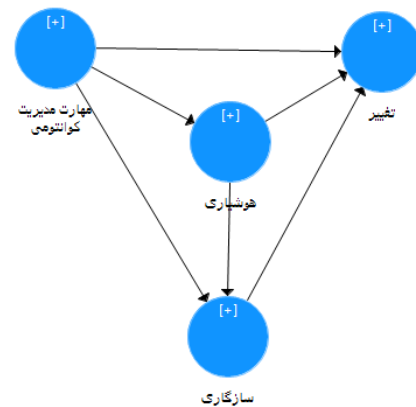 [+]
[+]
مهارت مدیریت
کوانتومی
تغییر
[+]
هوشیاری
[+]
سازگاری